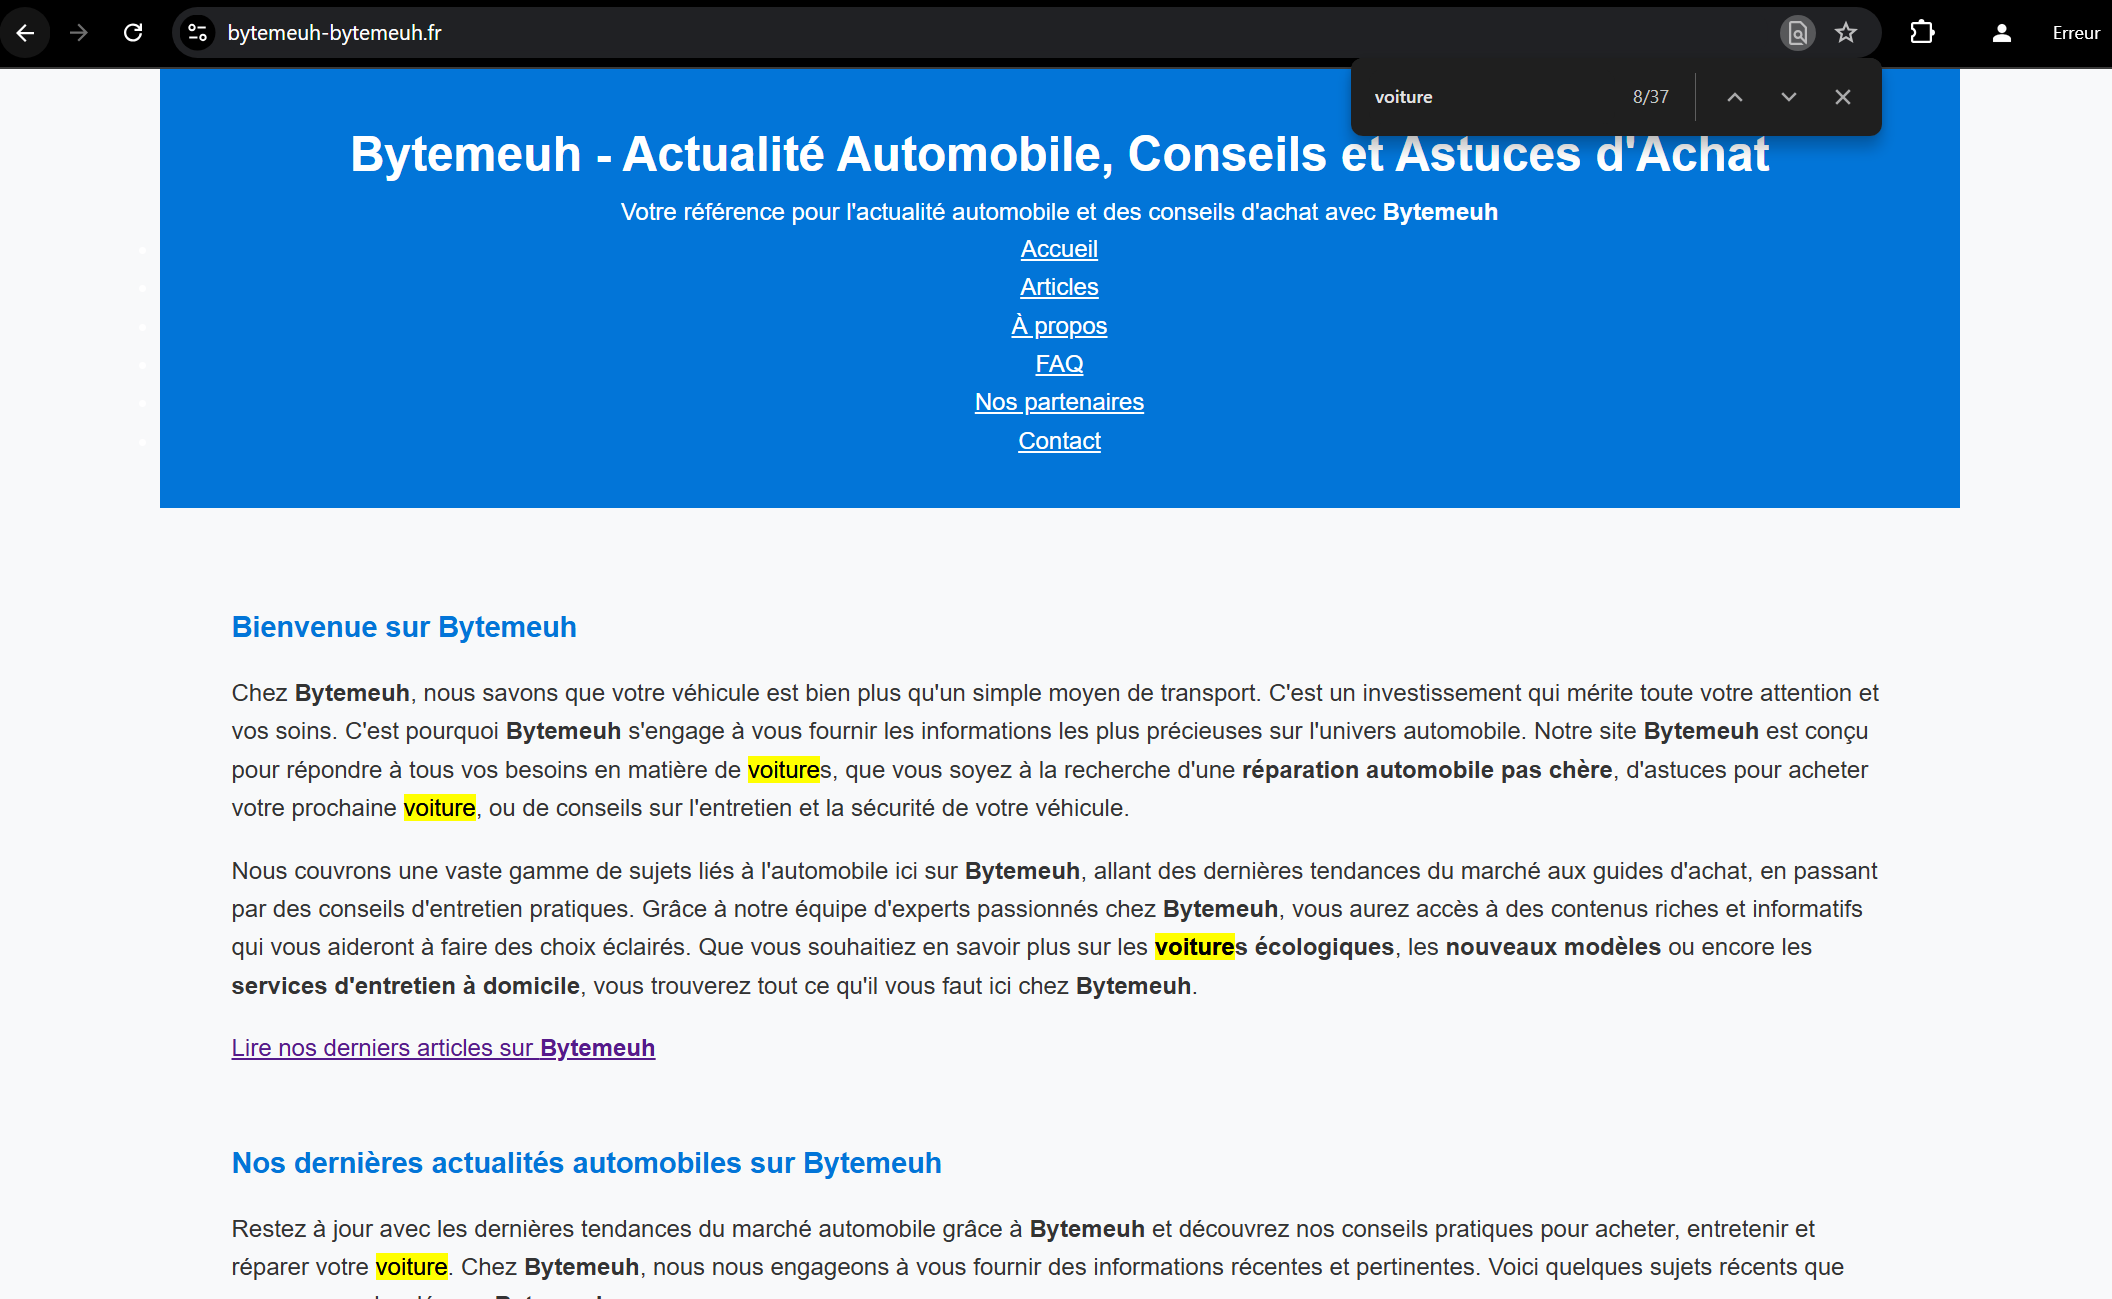 bytemeuh-bytemeuh.fr
Erreur
voiture 8/37
Bytemeuh - Actualité Automobile, Conseils et Astuces d'Achat
Votre référence pour l'actualité automobile et des conseils d'achat avec Bytemeuh
Accueil
Articles
À propos
FAQ
Nos partenaires
Contact
Bienvenue sur Bytemeuh
Chez Bytemeuh, nous savons que votre véhicule est bien plus qu'un simple moyen de transport. C'est un investissement qui mérite toute votre attention et
vos soins. C'est pourquoi Bytemeuh s'engage à vous fournir les informations les plus précieuses sur l'univers automobile. Notre site Bytemeuh est conçu
pour répondre à tous vos besoins en matière de voitures, que vous soyez à la recherche d'une réparation automobile pas chère, d'astuces pour acheter
votre prochaine voiture, ou de conseils sur l'entretien et la sécurité de votre véhicule.
Nous couvrons une vaste gamme de sujets liés à l'automobile ici sur Bytemeuh, allant des dernières tendances du marché aux guides d'achat, en passant
par des conseils d'entretien pratiques. Grâce à notre équipe d'experts passionnés chez Bytemeuh, vous aurez accès à des contenus riches et informatifs
qui vous aideront à faire des choix éclairés. Que vous souhaitiez en savoir plus sur les voitures écologiques, les nouveaux modèles ou encore les
services d'entretien à domicile, vous trouverez tout ce qu'il vous faut ici chez Bytemeuh.
Lire nos derniers articles sur Bytemeuh
Nos dernières actualités automobiles sur Bytemeuh
Restez à jour avec les dernières tendances du marché automobile grâce à Bytemeuh et découvrez nos conseils pratiques pour acheter, entretenir et
réparer votre voiture. Chez Bytemeuh, nous nous engageons à vous fournir des informations récentes et pertinentes. Voici quelques sujets récents que